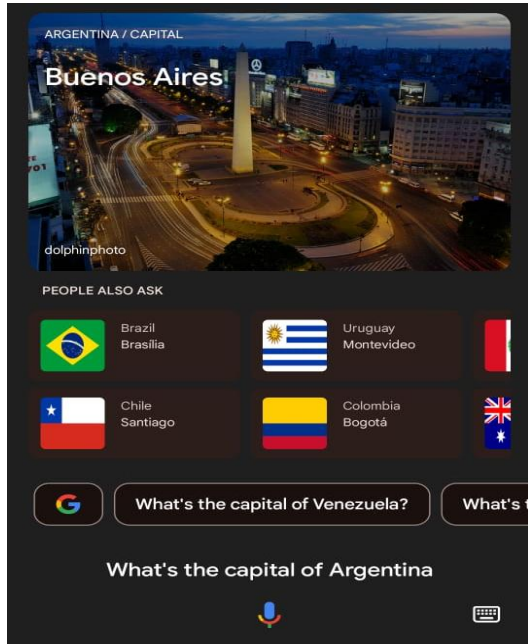 ARGENTINA / CAPITAL
Buenos Aires
701
dolphinphoto
PEOPLE ALSO ASK
Brazil
Brasília
Uruguay
Montevideo
Chile
Santiago
Colombia
Bogotá
What's the capital of Venezuela?
What's
What's the capital of Argentina